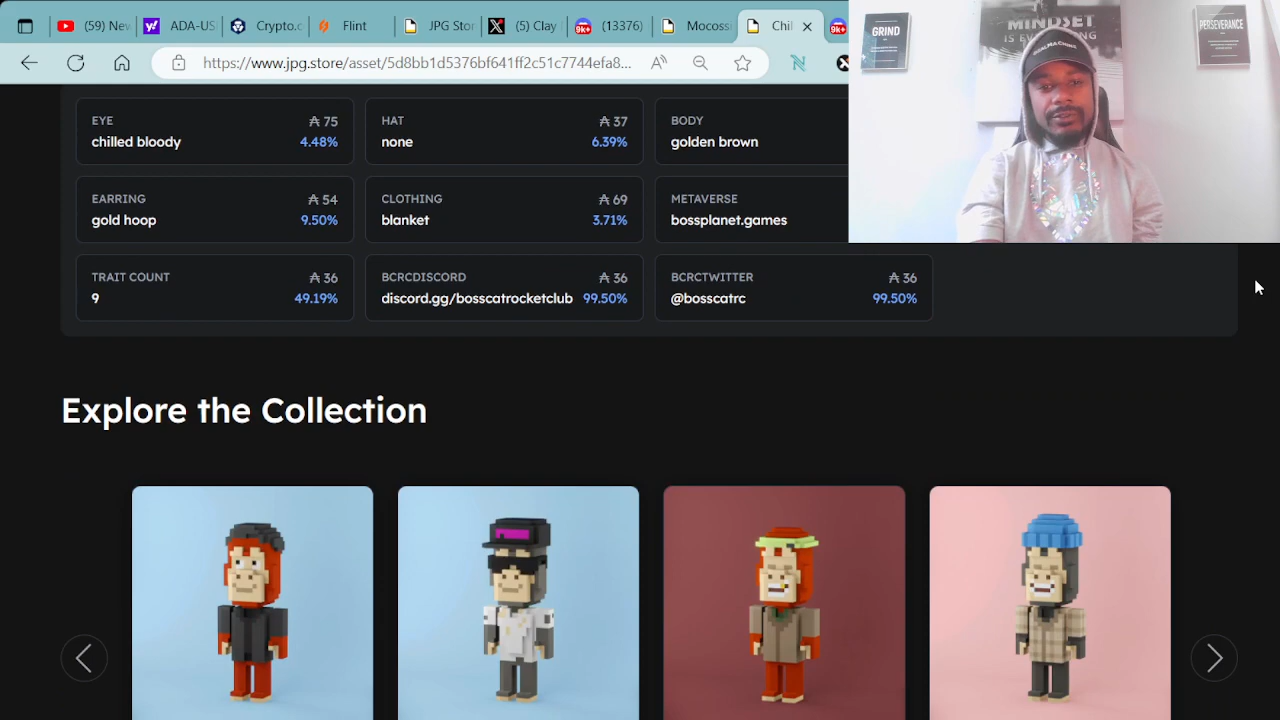 (59) Nev
ADA-US
Crypto.c
Flint
JPG Stor
(5) Clay
(13376)
Mocoss
Chil
https://www.jpg.store/asset/5d8bb1d5376bf641ff2c51c7744efa8...
EYE ₳ 75
chilled bloody 4.48%
HAT ₳ 37
none 6.39%
BODY
golden brown
EARRING ₳ 54
gold hoop 9.50%
CLOTHING ₳ 69
blanket 3.71%
METAVERSE
bossplanet.games
TRAIT COUNT ₳ 36
9 49.19%
BCRCDISCORD ₳ 36
discord.gg/bosscatrocketclub 99.50%
BCRCTWITTER ₳ 36
@bosscatrc 99.50%
Explore the Collection
GRIND
MINDSET
IS EVERYTHING
PERSEVERANCE